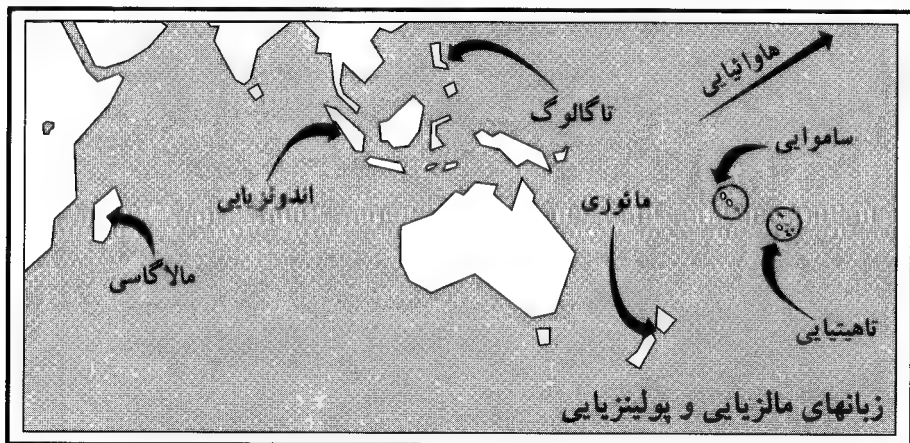 هاوائیایی
تاگالوگ
ساموایی
اندونزیایی
مائوری
مالاگاسی
تاهیتیایی
زبانهای مالزیایی و پولینزیایی